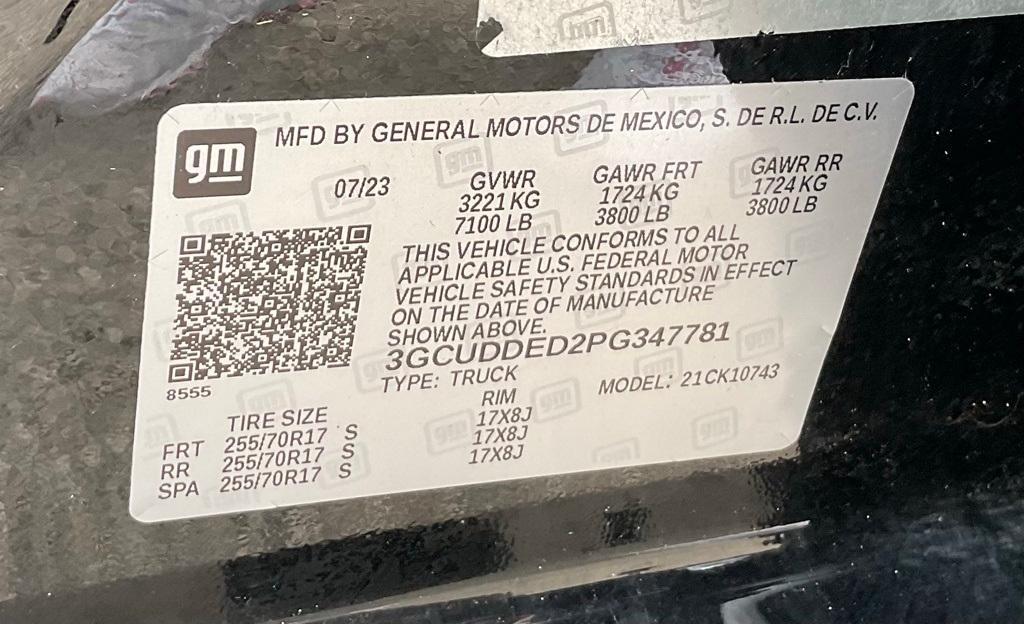 gm
MFD BY GENERAL MOTORS DE MEXICO, S. DE R.L. DE C.V.
07/23
GVWR
3221 KG
7100 LB
GAWR FRT
1724 KG
3800 LB
GAWR RR
1724 KG
3800 LB
THIS VEHICLE CONFORMS TO ALL
APPLICABLE U.S. FEDERAL MOTOR
VEHICLE SAFETY STANDARDS IN EFFECT
ON THE DATE OF MANUFACTURE
SHOWN ABOVE.
3GCUDDED2PG347781
TYPE: TRUCK
MODEL: 21CK10743
8555
TIRE SIZE RIM
FRT 255/70R17 S 17X8J
RR 255/70R17 S 17X8J
SPA 255/70R17 S 17X8J